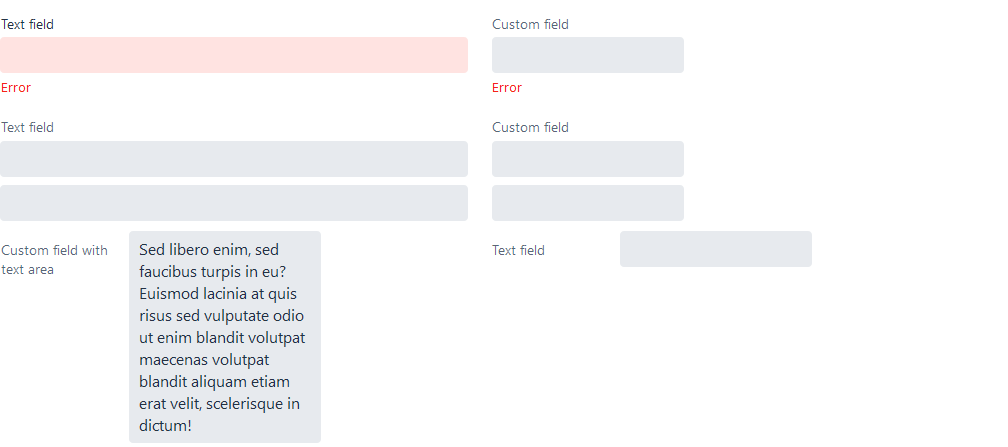 Text field
Custom field
Error
Error
Text field
Custom field
Custom field with
text area
Sed libero enim, sed
faucibus turpis in eu?
Euismod lacinia at quis
risus sed vulputate odio
ut enim blandit volutpat
maecenas volutpat
blandit aliquam etiam
erat velit, scelerisque in
dictum!
Text field